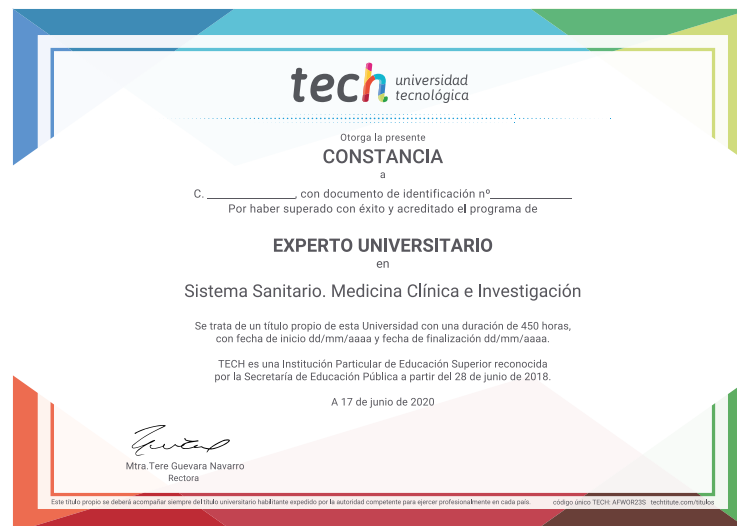 tech universidad
tecnológica
Otorga la presente
CONSTANCIA
a
C. ______________, con documento de identificación nº______________
Por haber superado con éxito y acreditado el programa de
EXPERTO UNIVERSITARIO
en
Sistema Sanitario. Medicina Clínica e Investigación
Se trata de un título propio de esta Universidad con una duración de 450 horas,
con fecha de inicio dd/mm/aaaa y fecha de finalización dd/mm/aaaa.
TECH es una Institución Particular de Educación Superior reconocida
por la Secretaría de Educación Pública a partir del 28 de junio de 2018.
A 17 de junio de 2020
Mtra.Tere Guevara Navarro
Rectora
Este título propio se deberá acompañar siempre del título universitario habilitante expedido por la autoridad competente para ejercer profesionalmente en cada país. código único TECH: AFWOR23S techtitute.com/titulos